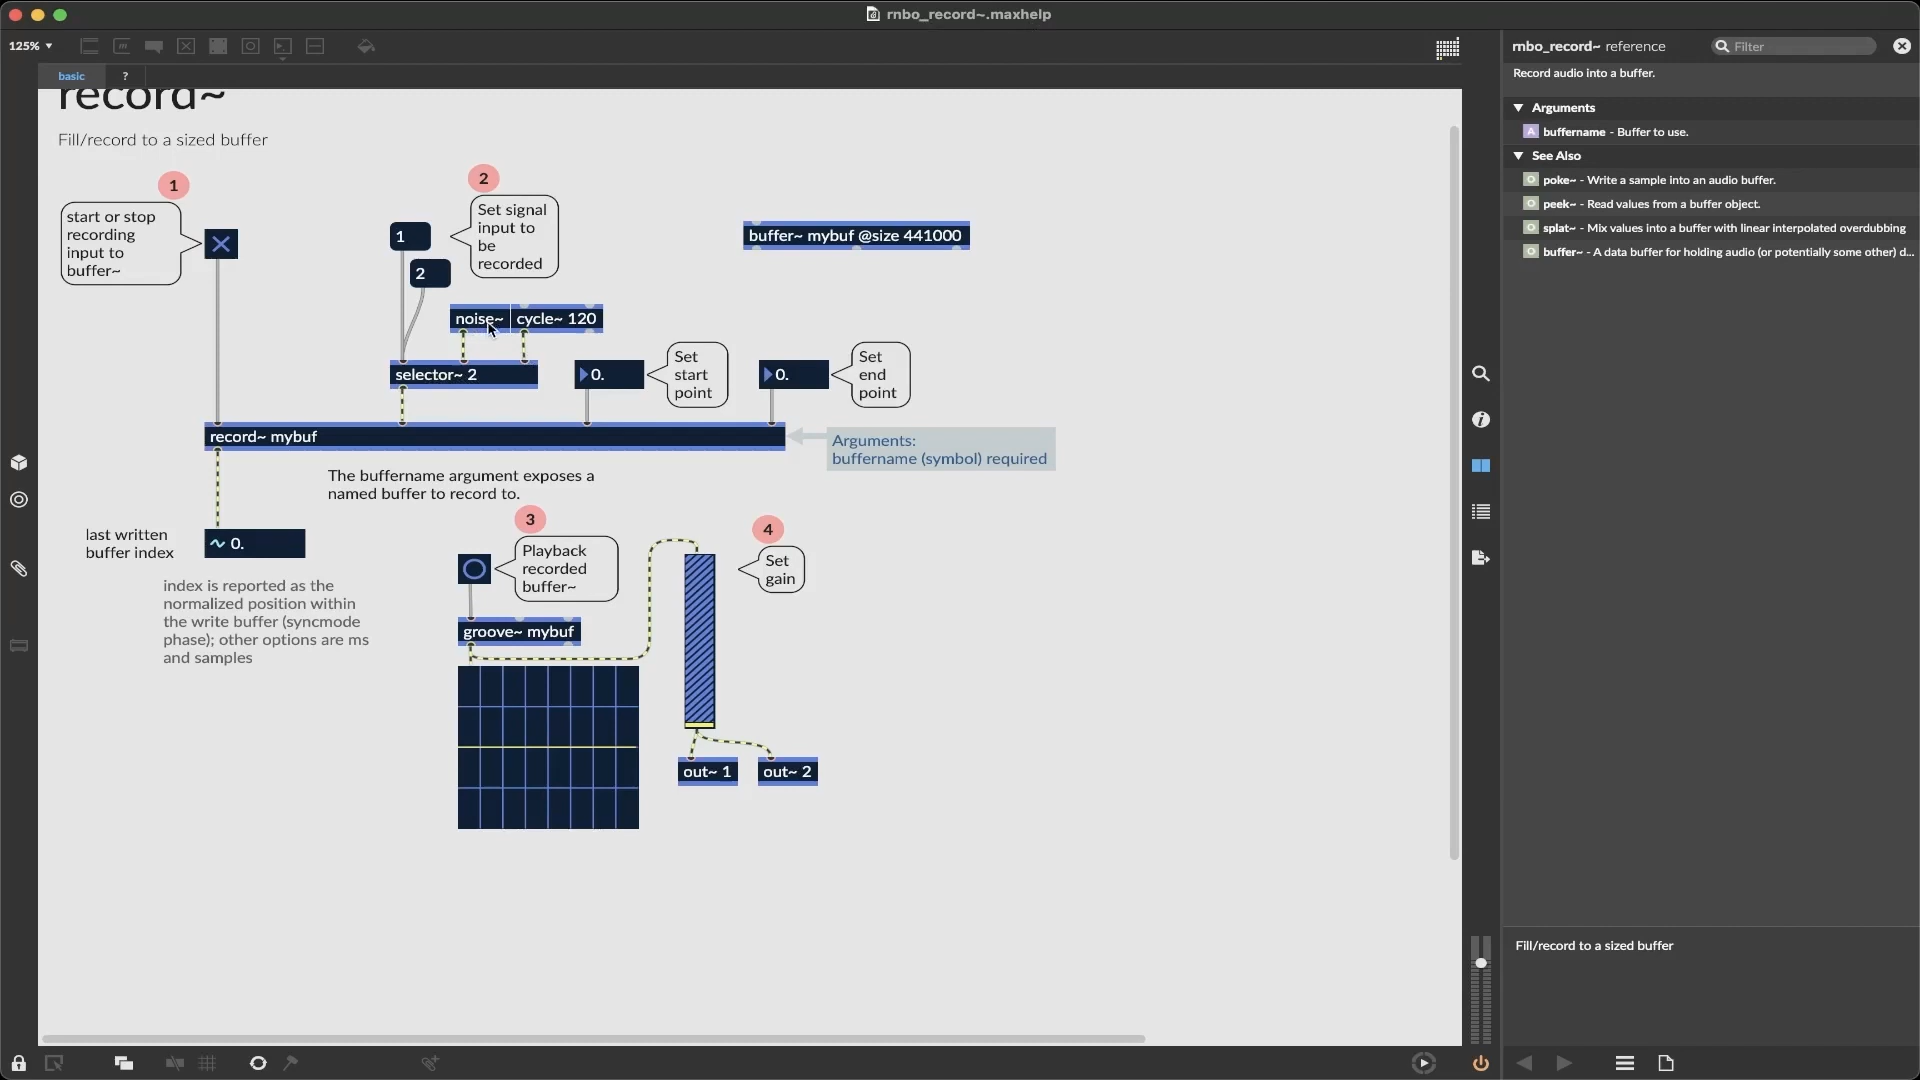 rnbo_record~.maxhelp
125%
basic
?
record~
Fill/record to a sized buffer
1
start or stop
recording
input to
buffer~
2
1
2
Set signal
input to
be
recorded
buffer~ mybuf @size 441000
noise~
cycle~ 120
selector~ 2
0.
Set
start
point
0.
Set
end
point
record~ mybuf
Arguments:
buffername (symbol) required
The buffername argument exposes a
named buffer to record to.
last written
buffer index
0.
index is reported as the
normalized position within
the write buffer (syncmode
phase); other options are ms
and samples
3
Playback
recorded
buffer~
groove~ mybuf
4
Set
gain
out~ 1
out~ 2
rnbo_record~ reference
Filter
Record audio into a buffer.
Arguments
A buffername - Buffer to use.
See Also
O poke~ - Write a sample into an audio buffer.
O peek~ - Read values from a buffer object.
O splat~ - Mix values into a buffer with linear interpolated overdubbing
O buffer~ - A data buffer for holding audio (or potentially some other) d...
Fill/record to a sized buffer